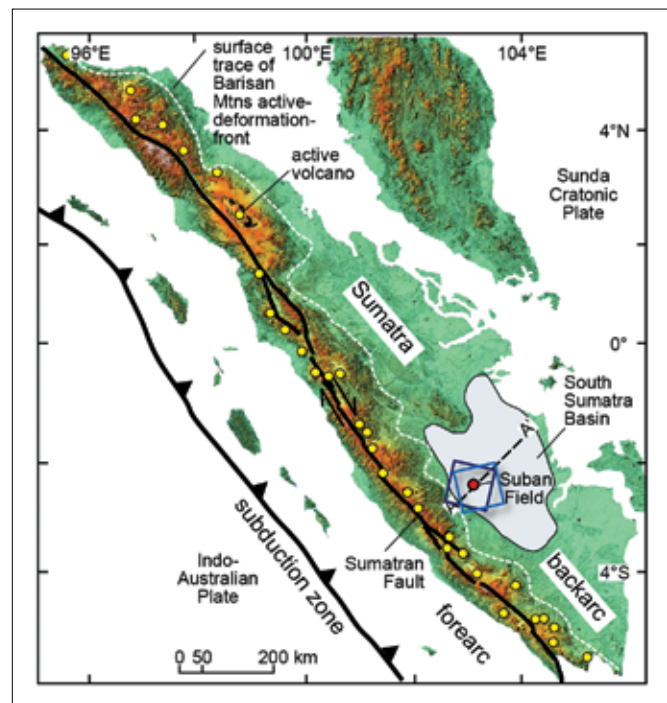 96°E
100°E
104°E
surface
trace of
Barisan
Mtns active-
deformation-
front
4°N
active
volcano
Sunda
Cratonic
Plate
Sumatra
0°
South
Sumatra
Basin
A'
Suban
Field
A
subduction zone
Sumatran
Fault
Indo-
Australian
Plate
backarc
4°S
forearc
0 50 200 km